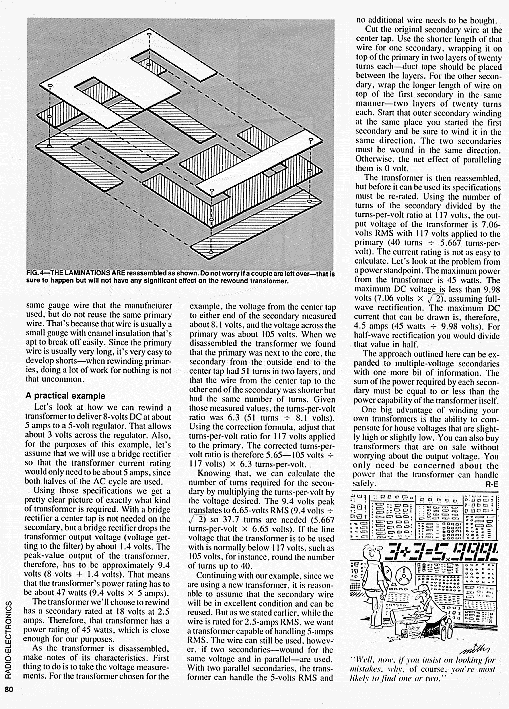 FIG. 4—THE LAMINATIONS ARE reassembled as shown. Do not worry if a couple are left over—that is
sure to happen but will not have any significant effect on the rewound transformer.
same gauge wire that the manufacturer
used, but do not reuse the same primary
wire. That's because that wire is usually a
small gauge with enamel insulation that's
apt to break off easily. Since the primary
wire is usually very long, it's very easy to
develop shorts—when rewinding primar-
ies, doing a lot of work for nothing is not
that uncommon.
A practical example
Let's look at how we can rewind a
transformer to deliver 8-volts DC at about
5 amps to a 5-volt regulator. That allows
about 3 volts across the regulator. Also,
for the purposes of this example, let's
assume that we will use a bridge rectifier
so that the transformer current rating
would only need to be about 5 amps, since
both halves of the AC cycle are used.
Using those specifications we get a
pretty clear picture of exactly what kind
of transformer is required. With a bridge
rectifier a center tap is not needed on the
secondary, but a bridge rectifier drops the
transformer output voltage (voltage get-
ting to the filter) by about 1.4 volts. The
peak-value output of the transformer,
therefore, has to be approximately 9.4
volts (8 volts + 1.4 volts). That means
that the transformer's power rating has to
be about 47 watts (9.4 volts × 5 amps).
The transformer we'll choose to rewind
has a secondary rated at 18 volts at 2.5
amps. Therefore, that transformer has a
power rating of 45 watts, which is close
enough for our purposes.
As the transformer is disassembled,
make notes of its characteristics. First
thing to do is to take the voltage measure-
ments. For the transformer chosen for the
example, the voltage from the center tap
to either end of the secondary measured
about 8.1 volts, and the voltage across the
primary was about 105 volts. When we
disassembled the transformer we found
that the primary was next to the core, the
secondary from the outside end to the
center tap had 51 turns in two layers, and
that the wire from the center tap to the
other end of the secondary was shorter but
had the same number of turns. Given
those measured values, the turns-per-volt
ratio was 6.3 (51 turns ÷ 8.1 volts).
Using the correction formula, adjust that
turns-per-volt ratio for 117 volts applied
to the primary. The corrected turns-per-
volt ratio is therefore 5.65—105 volts ÷
117 volts) × 6.3 turns-per-volt.
Knowing that, we can calculate the
number of turns required for the secon-
dary by multiplying the turns-per-volt by
the voltage desired. The 9.4 volts peak
translates to 6.65-volts RMS (9.4 volts ÷
√ 2) so 37.7 turns are needed (5.667
turns-per-volt × 6.65 volts). If the line
voltage that the transformer is to be used
with is normally below 117 volts, such as
105 volts, for instance, round the number
of turns up to 40.
Continuing with our example, since we
are using a new transformer, it is reason-
able to assume that the secondary wire
will be in excellent condition and can be
reused. But as we stated earlier, while the
wire is rated for 2.5-amps RMS, we want
a transformer capable of handling 5-amps
RMS. The wire can still be used, howev-
er, if two secondaries—wound for the
same voltage and in parallel—are used.
With two parallel secondaries, the trans-
former can handle the 5-volts RMS and
no additional wire needs to be bought.
Cut the original secondary wire at the
center tap. Use the shorter length of that
wire for one secondary, wrapping it on
top of the primary in two layers of twenty
turns each—duct tape should be placed
between the layers. For the other secon-
dary, wrap the longer length of wire on
top of the first secondary in the same
manner—two layers of twenty turns
each. Start that outer secondary winding
at the same place you started the first
secondary and be sure to wind it in the
same direction. The two secondaries
must be wound in the same direction.
Otherwise, the net effect of paralleling
them is 0 volt.
The transformer is then reassembled,
but before it can be used its specifications
must be re-rated. Using the number of
turns of the secondary divided by the
turns-per-volt ratio at 117 volts, the out-
put voltage of the transformer is 7.06-
volts RMS with 117 volts applied to the
primary (40 turns ÷ 5.667 turns-per-
volt). The current rating is not as easy to
calculate. Let's look at the problem from
a power standpoint. The maximum power
from the transformer is 45 watts. The
maximum DC voltage is less than 9.98
volts (7.06 volts × √ 2), assuming full-
wave rectification. The maximum DC
current that can be drawn is, therefore,
4.5 amps (45 watts ÷ 9.98 volts). For
half-wave rectification you would divide
that value in half.
The approach outlined here can be ex-
panded to multiple-voltage secondaries
with one more bit of information. The
sum of the power required by each secon-
dary must be equal to or less than the
power capability of the transformer itself.
One big advantage of winding your
own transformers is the ability to com-
pensate for house voltages that are slight-
ly high or slightly low. You can also buy
transformers that are on sale without
worrying about the output voltage. You
only need be concerned about the
power that the transformer can handle
safely. R-E
"Well, now, if you insist on looking for
mistakes, why, of course, you're most
likely to find one or two."
RADIO-ELECTRONICS
80